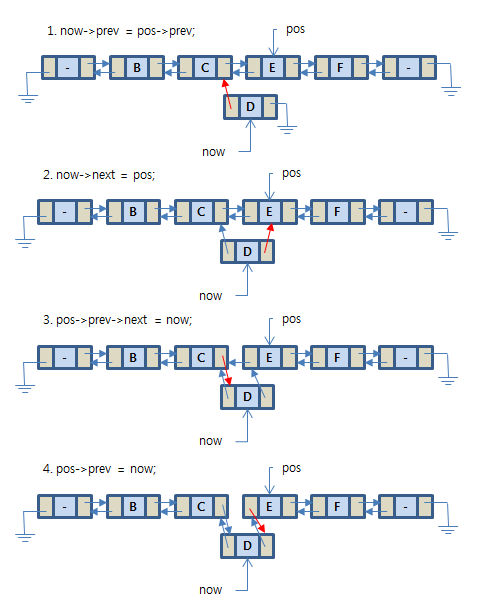 1. now->prev = pos->prev;
pos
- B C E F -
D
now
2. now->next = pos;
pos
- B C E F -
D
now
3. pos->prev->next = now;
pos
- B C E F -
D
now
4. pos->prev = now;
pos
- B C E F -
D
now